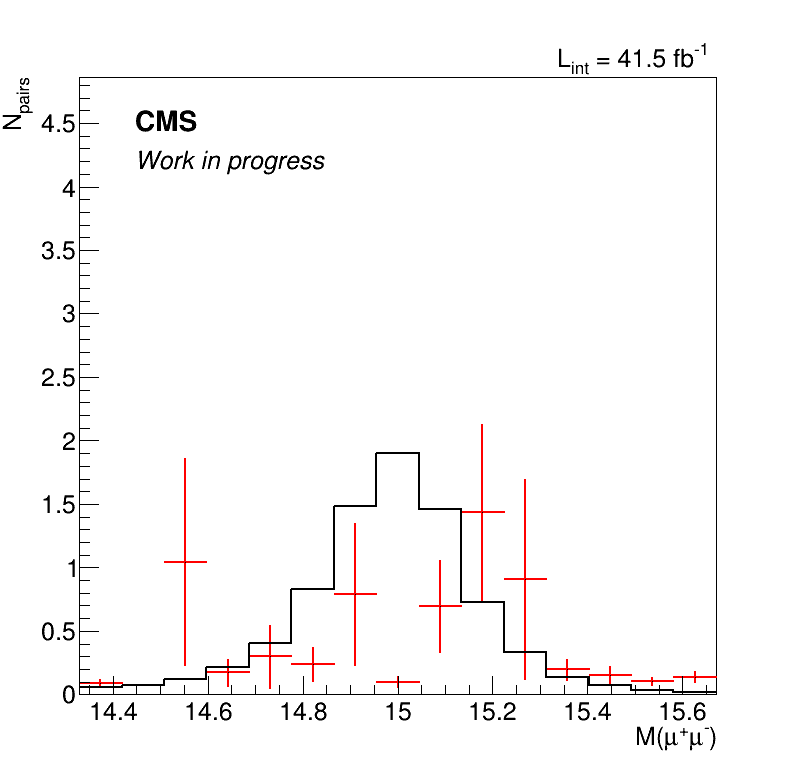 L_int = 41.5 fb^-1
N_pairs
CMS
Work in progress
4.5
4
3.5
3
2.5
2
1.5
1
0.5
0
14.4 14.6 14.8 15 15.2 15.4 15.6
M(μ⁺μ⁻)